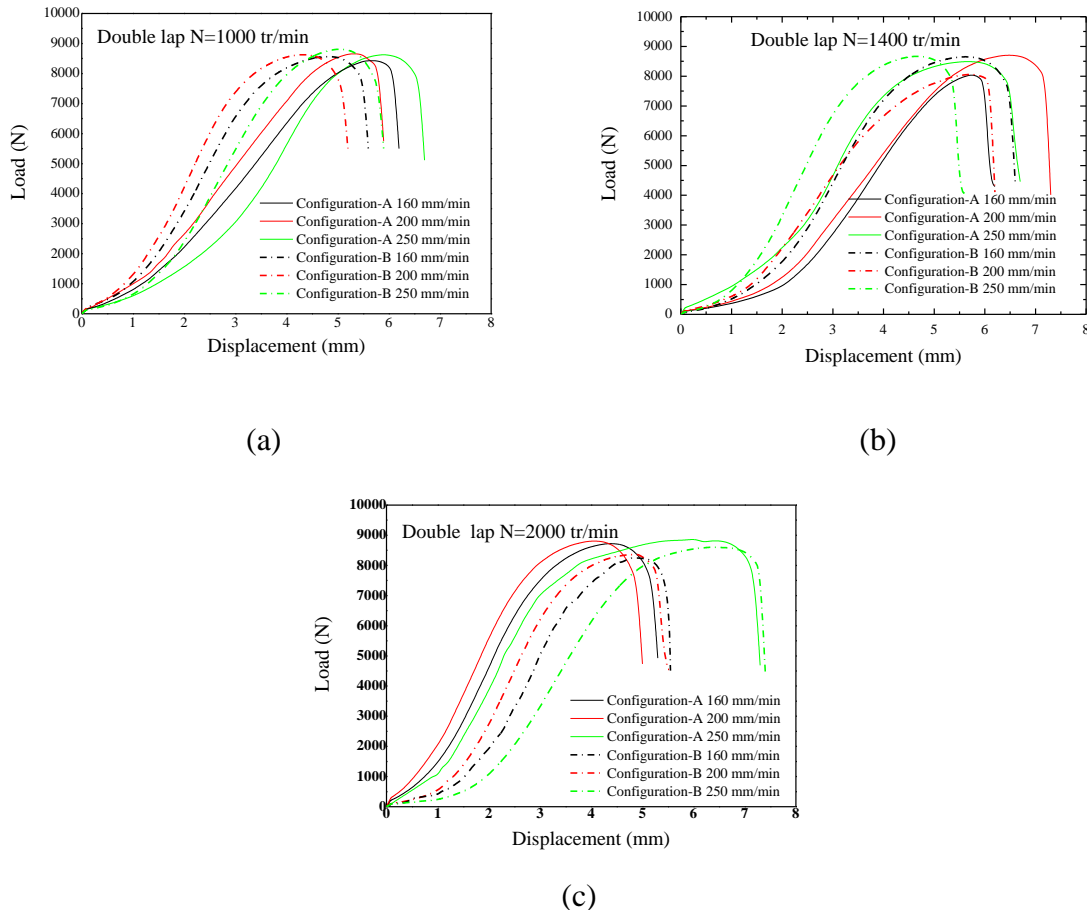 Double lap N=1000 tr/min
10000
9000
8000
7000
6000
5000
4000
3000
2000
1000
0
Load (N)
Configuration-A 160 mm/min
Configuration-A 200 mm/min
Configuration-A 250 mm/min
Configuration-B 160 mm/min
Configuration-B 200 mm/min
Configuration-B 250 mm/min
0 1 2 3 4 5 6 7 8
Displacement (mm)
(a)
Double lap N=1400 tr/min
10000
9000
8000
7000
6000
5000
4000
3000
2000
1000
0
Load (N)
Configuration-A 160 mm/min
Configuration-A 200 mm/min
Configuration-A 250 mm/min
Configuration-B 160 mm/min
Configuration-B 200 mm/min
Configuration-B 250 mm/min
0 1 2 3 4 5 6 7 8
Displacement (mm)
(b)
Double lap N=2000 tr/min
10000
9000
8000
7000
6000
5000
4000
3000
2000
1000
0
Load (N)
Configuration-A 160 mm/min
Configuration-A 200 mm/min
Configuration-A 250 mm/min
Configuration-B 160 mm/min
Configuration-B 200 mm/min
Configuration-B 250 mm/min
0 1 2 3 4 5 6 7 8
Displacement (mm)
(c)